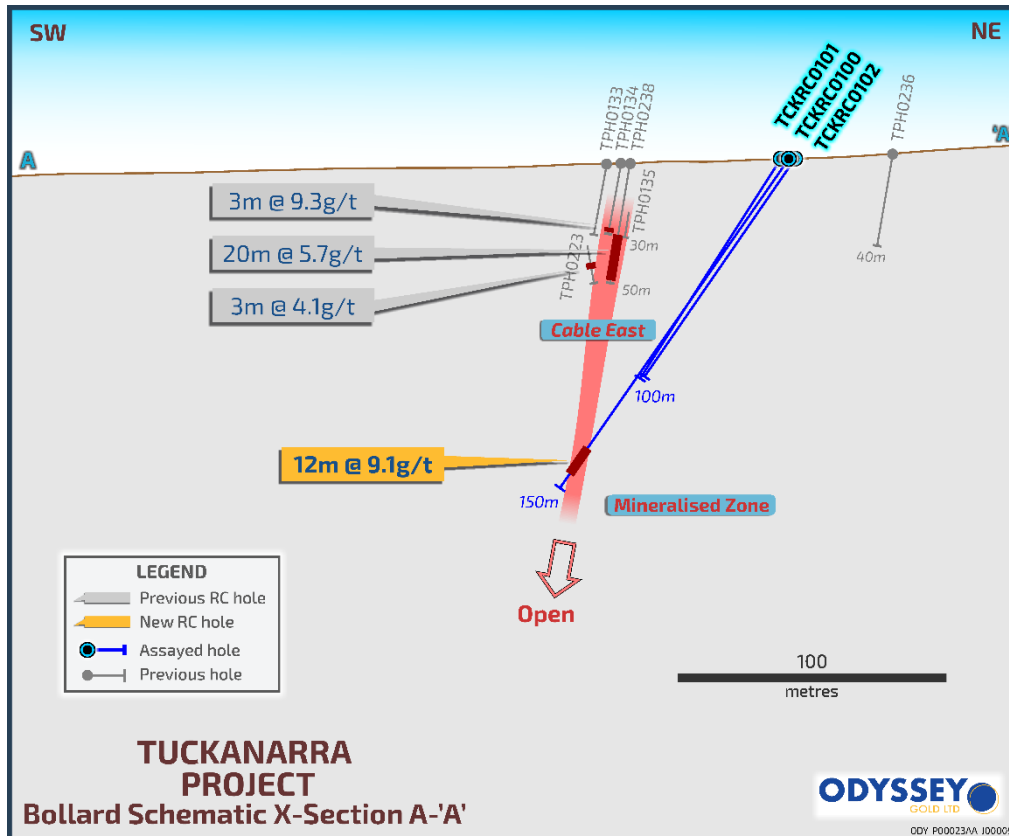 SW
NE
TCKRC0101
TCKRC0100
TCKRC0102
TPH0236
TPH0133
TPH0134
TPH0238
A
'A'
TPH0135
3m @ 9.3g/t
30m
20m @ 5.7g/t
TPH0223
40m
50m
3m @ 4.1g/t
Cable East
100m
12m @ 9.1g/t
150m
Mineralised Zone
LEGEND
Previous RC hole
New RC hole
Assayed hole
Previous hole
Open
100
metres
TUCKANARRA
PROJECT
Bollard Schematic X-Section A-'A'
ODYSSEY
GOLD LTD